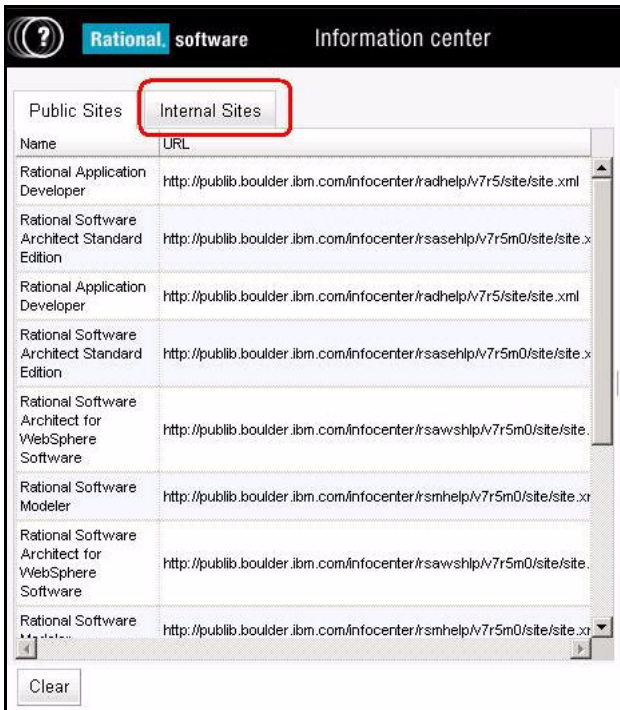 Rational. software Information center
Public Sites Internal Sites
Name URL
Rational Application
Developer
http://publib.boulder.ibm.com/infocenter/radhelp/v7r5/site/site.xml
Rational Software
Architect Standard
Edition
http://publib.boulder.ibm.com/infocenter/rsasehlp/v7r5m0/site/site.x
Rational Application
Developer
http://publib.boulder.ibm.com/infocenter/radhelp/v7r5/site/site.xml
Rational Software
Architect Standard
Edition
http://publib.boulder.ibm.com/infocenter/rsasehlp/v7r5m0/site/site.x
Rational Software
Architect for
WebSphere
Software
http://publib.boulder.ibm.com/infocenter/rsawshlp/v7r5m0/site/site.
Rational Software
Modeler
http://publib.boulder.ibm.com/infocenter/rsmhelp/v7r5m0/site/site.xr
Rational Software
Architect for
WebSphere
Software
http://publib.boulder.ibm.com/infocenter/rsawshlp/v7r5m0/site/site.
Rational Software
http://publib.boulder.ibm.com/infocenter/rsmhelp/v7r5m0/site/site.xr
Clear